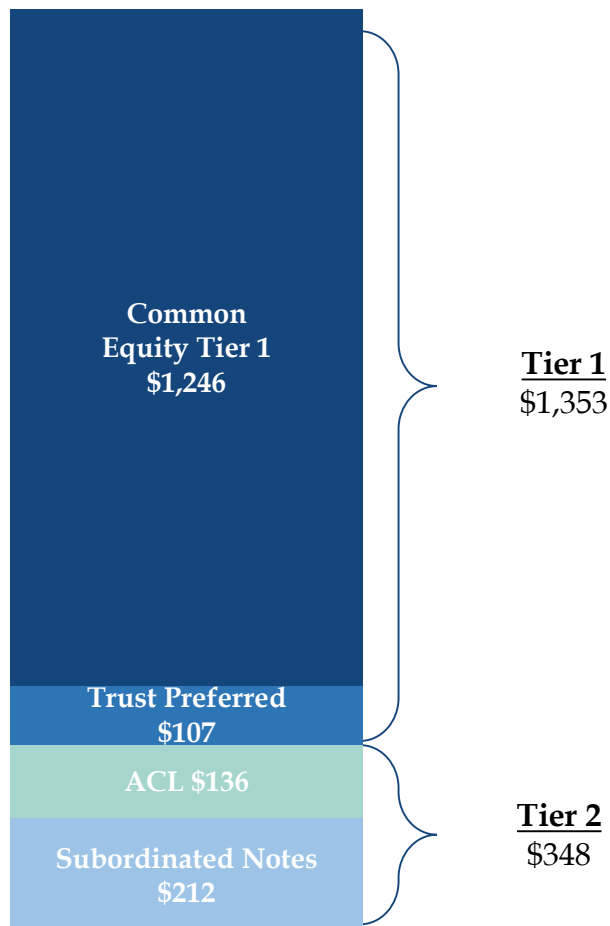 Common
Equity Tier 1
$1,246
Tier 1
$1,353
Trust Preferred
$107
ACL $136
Subordinated Notes
$212
Tier 2
$348